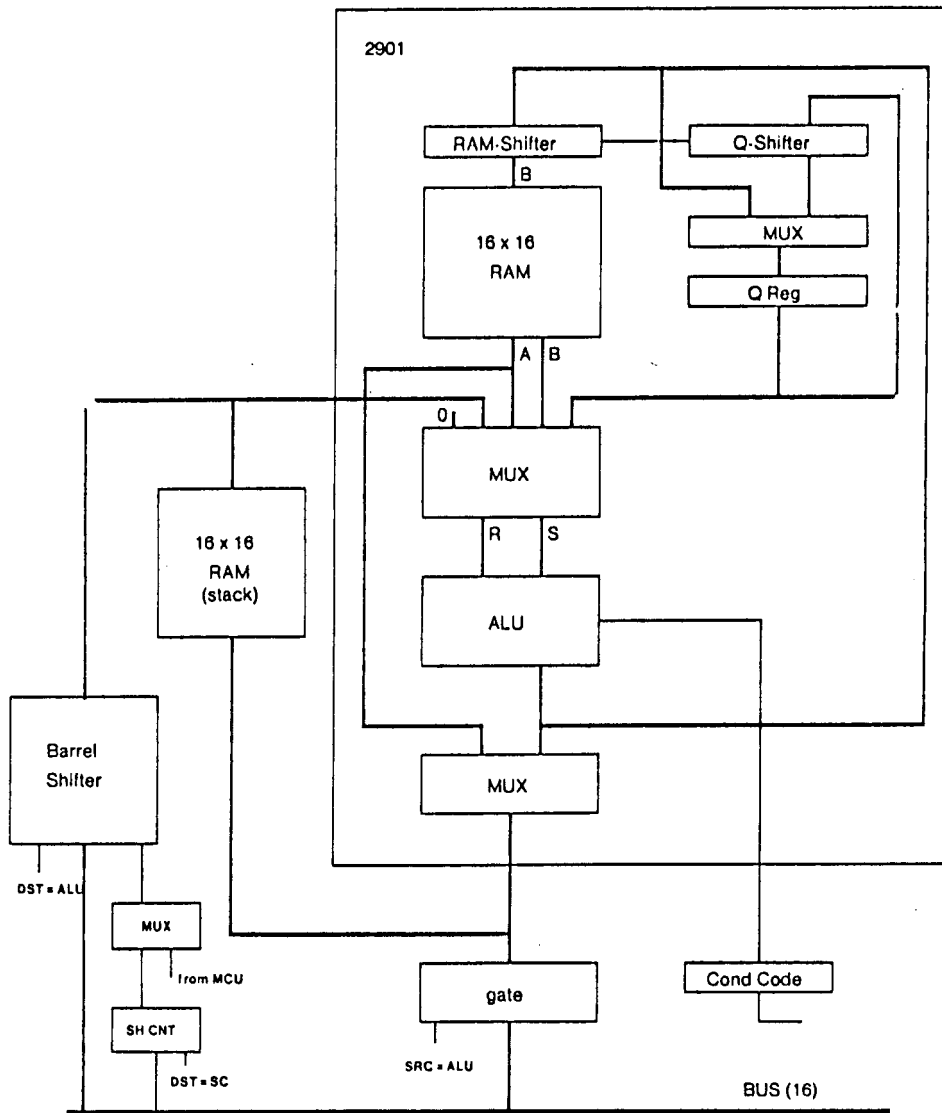 2901
RAM-Shifter
Q-Shifter
B
16 x 16
RAM
MUX
Q Reg
A
B
0
MUX
R
S
16 x 16
RAM
(stack)
ALU
Barrel
Shifter
MUX
DST = ALU
MUX
from MCU
gate
Cond Code
SH CNT
SRC = ALU
DST = SC
BUS (16)